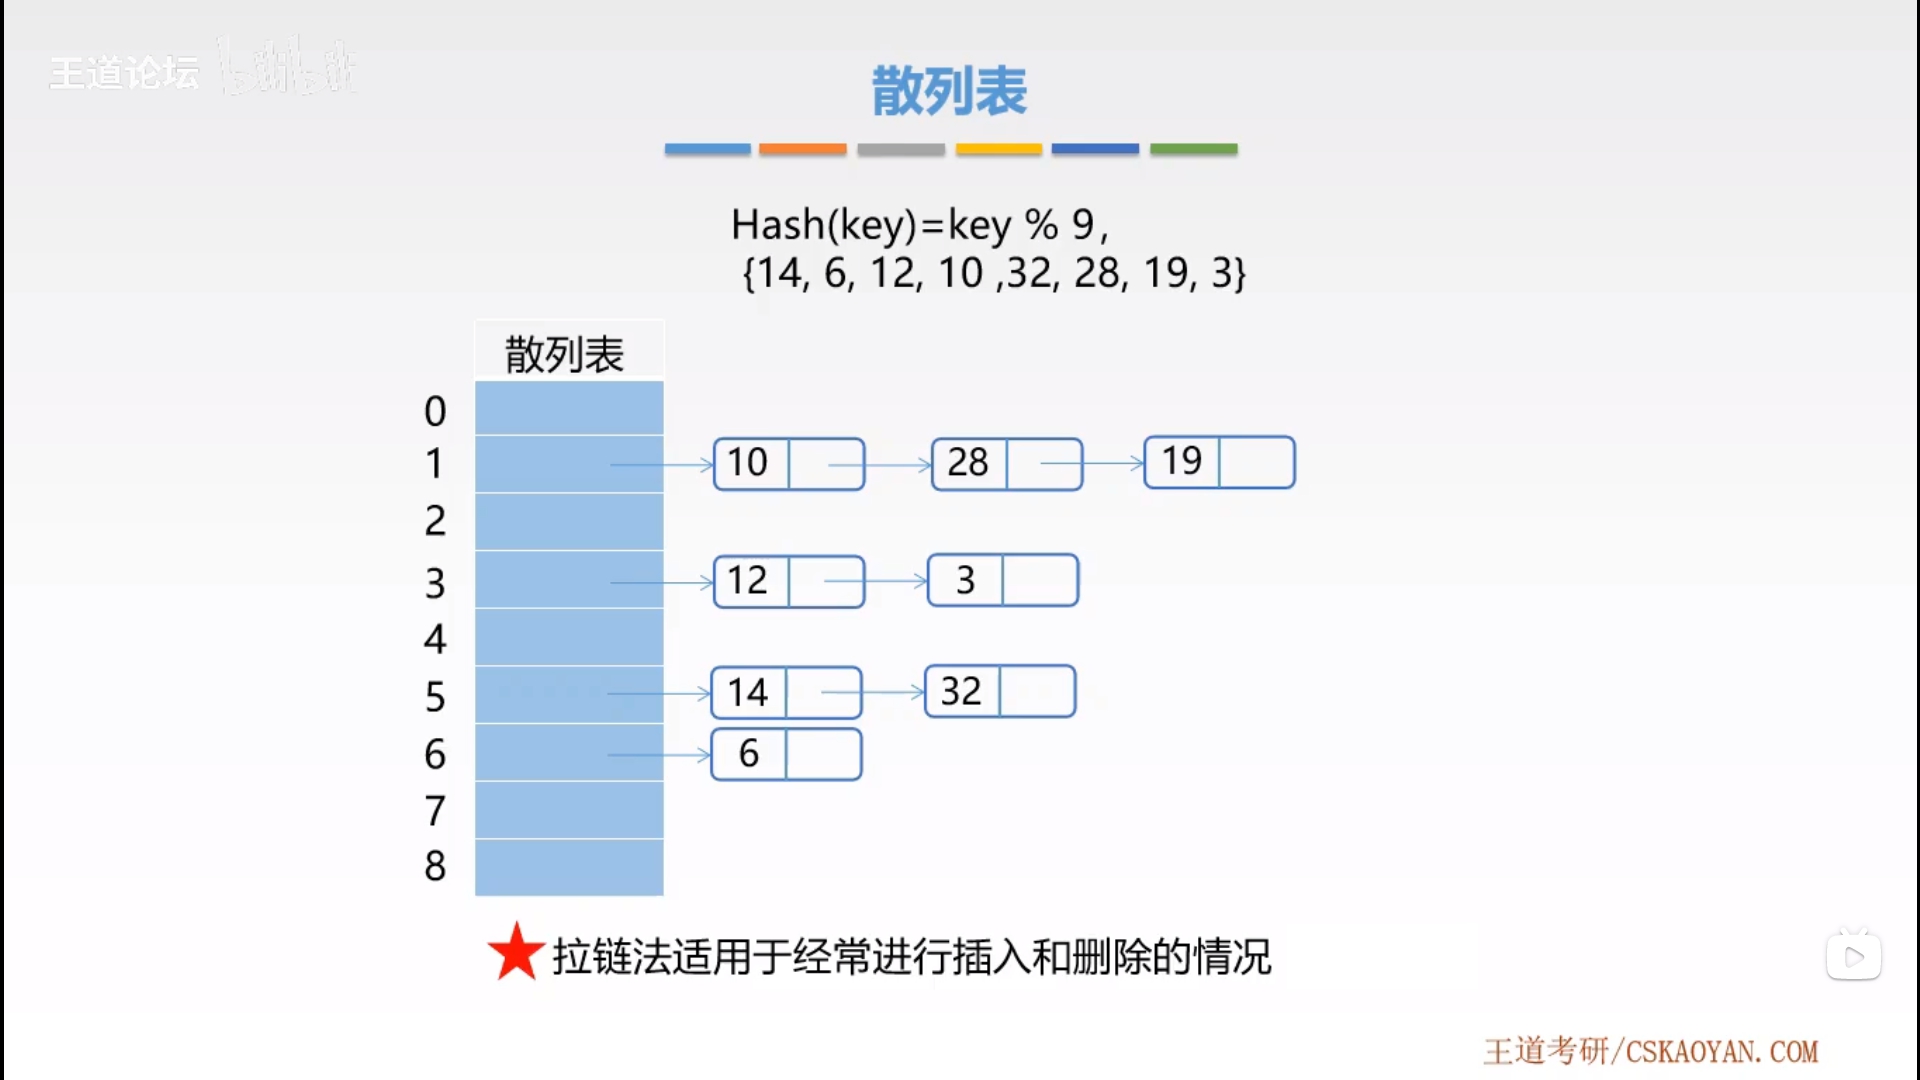 王道论坛 bilibili
散列表
Hash(key)=key % 9,
{14, 6, 12, 10 ,32, 28, 19, 3}
散列表
0
1 10 28 19
2
3 12 3
4
5 14 32
6 6
7
8
拉链法适用于经常进行插入和删除的情况
王道考研/CSKAOYAN.COM